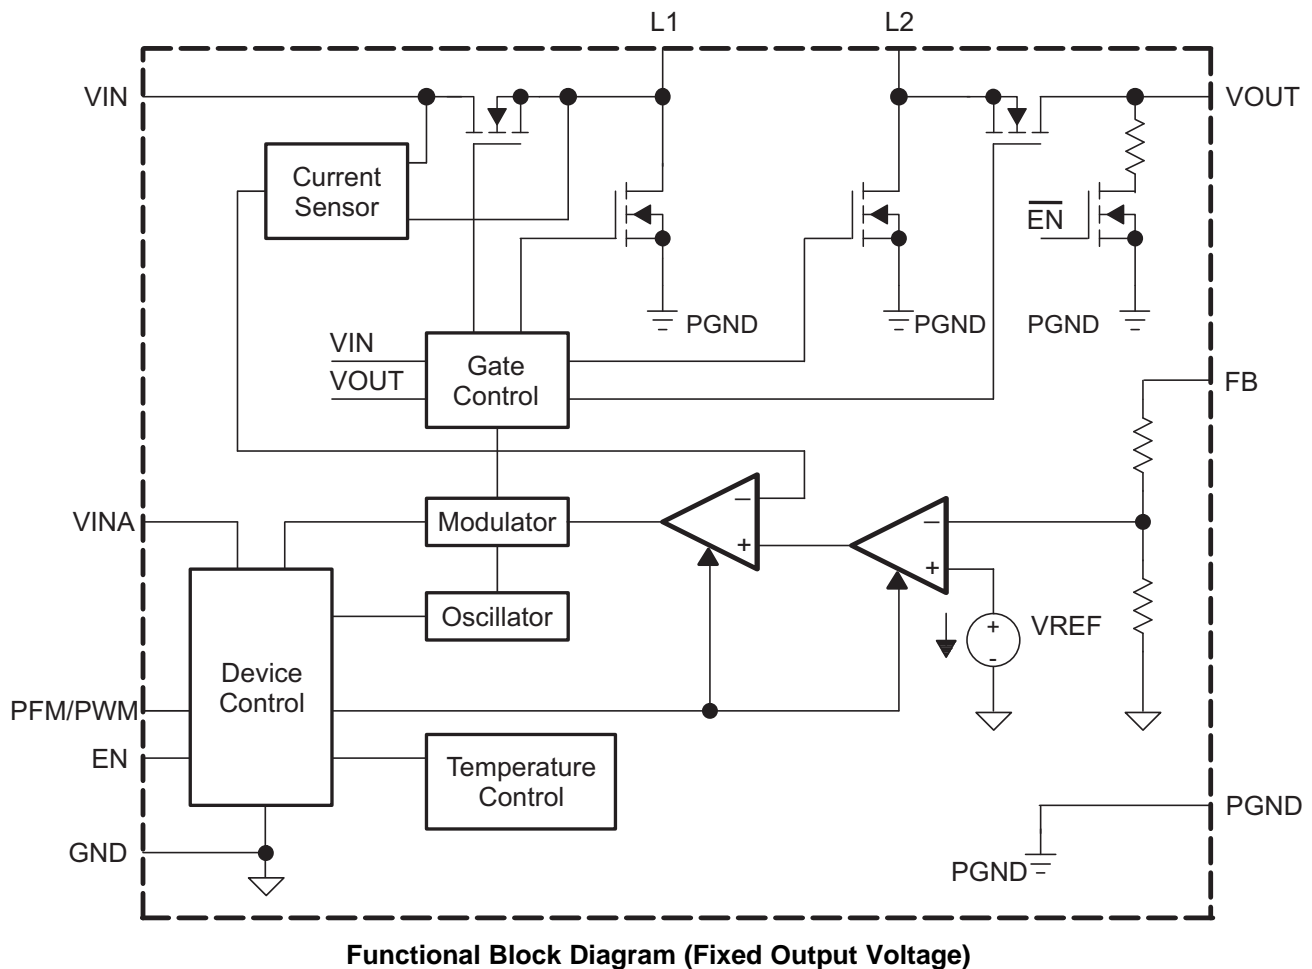 L1
L2
VIN
VOUT
Current
Sensor
EN
PGND
PGND
PGND
VIN
VOUT
Gate
Control
FB
VINA
Modulator
−
+
−
+
Oscillator
+
-
VREF
Device
Control
PFM/PWM
EN
Temperature
Control
PGND
GND
PGND
Functional Block Diagram (Fixed Output Voltage)